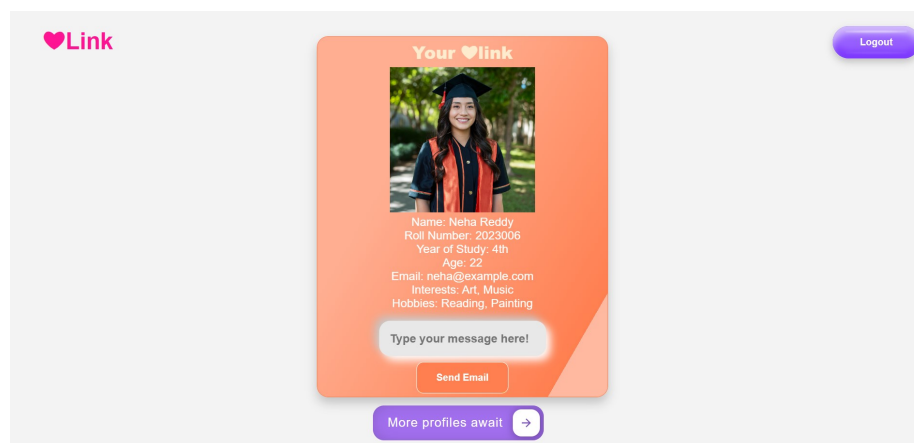 Link
Logout
Your link
Name: Neha Reddy
Roll Number: 2023006
Year of Study: 4th
Age: 22
Email: neha@example.com
Interests: Art, Music
Hobbies: Reading, Painting
Type your message here!
Send Email
More profiles await